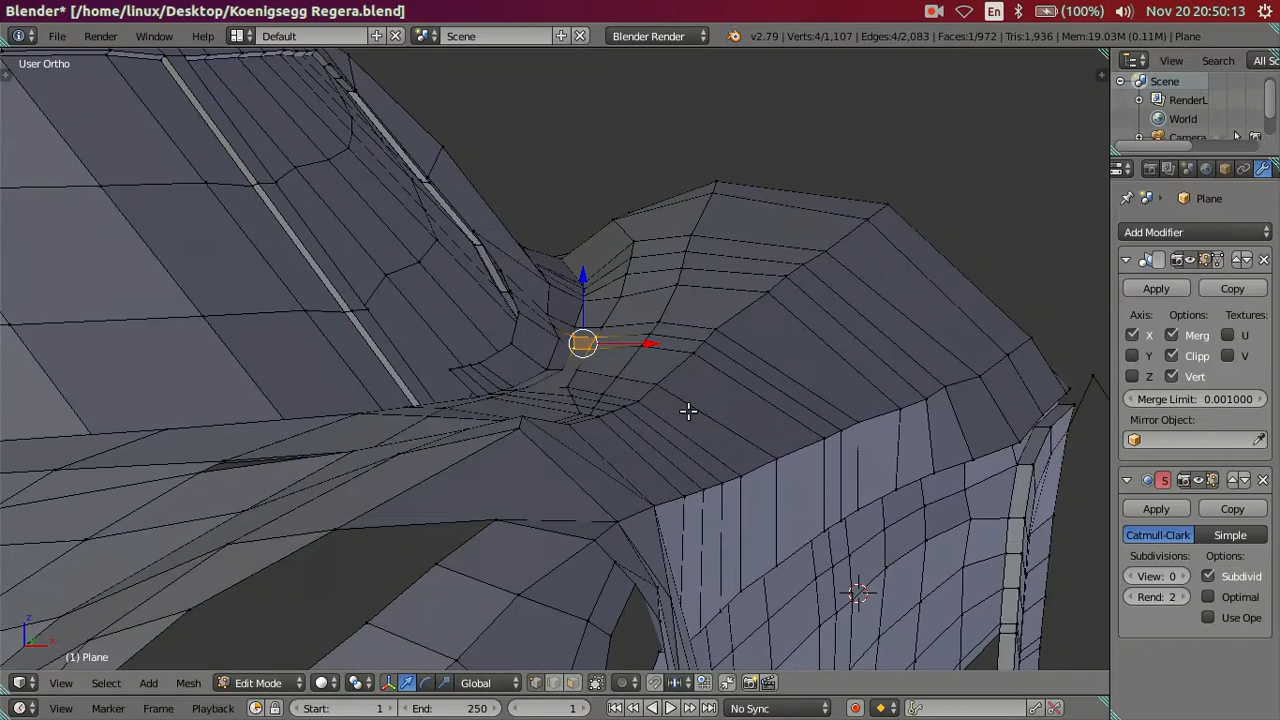 Blender* [/home/linux/Desktop/Koenigsegg Regera.blend]
En
(100%)
Nov 20 20:50:13
File Render Window Help
Default
Scene
Blender Render
v2.79 | Verts:4/1,107 | Edges:4/2,083 | Faces:1/972 | Tris:1,936 | Mem:19.03M (0.11M) | Plane
User Ortho
View Search All Sc
Scene
RenderL
World
Camera
Plane
Add Modifier
Apply Copy
Axis: Options: Textures:
X Merg U
Y Clipp V
Z Vert
Merge Limit: 0.001000
Mirror Object:
S
Apply Copy
Catmull-Clark Simple
Subdivisions: Options:
View: 0 Subdivid
Rend: 2 Optimal
Use Ope
z
x
(1) Plane
View Select Add Mesh Edit Mode Global
View Marker Frame Playback Start: 1 End: 250 1 No Sync